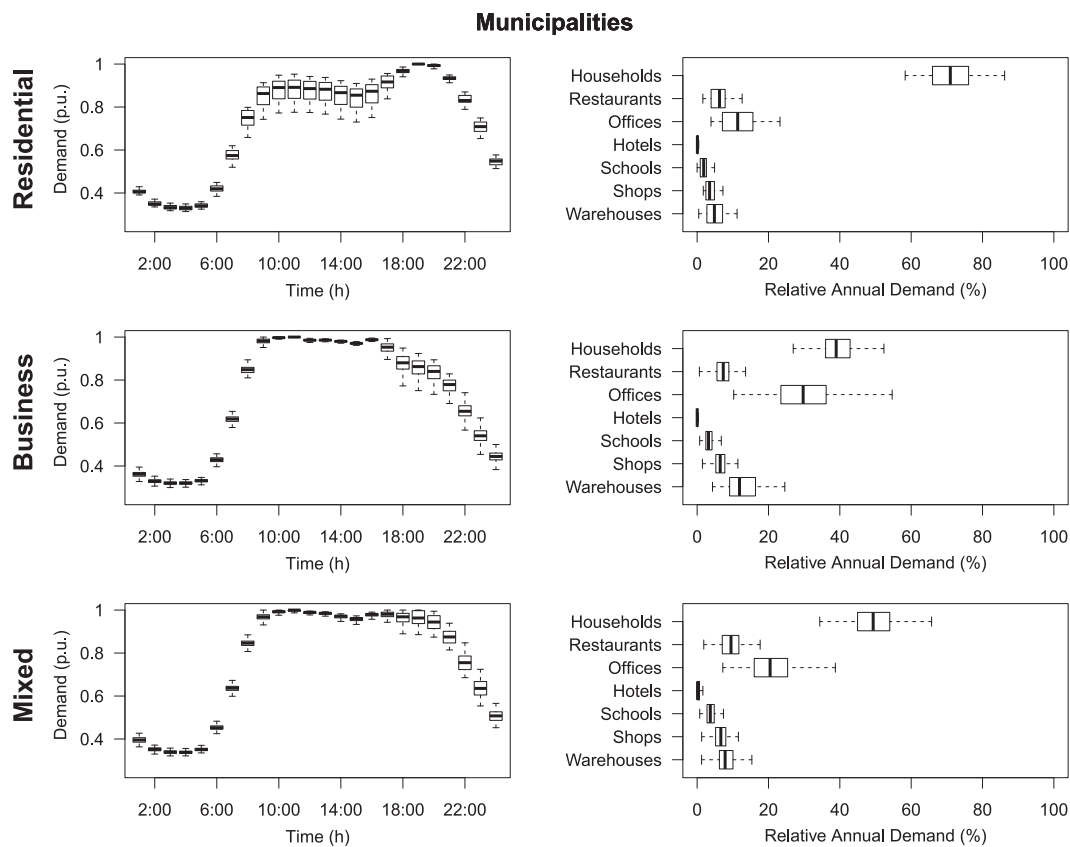 Municipalities
Residential
Demand (p.u.)
1
0.8
0.6
0.4
2:00 6:00 10:00 14:00 18:00 22:00
Time (h)
Households
Restaurants
Offices
Hotels
Schools
Shops
Warehouses
0 20 40 60 80 100
Relative Annual Demand (%)
Business
Demand (p.u.)
1
0.8
0.6
0.4
2:00 6:00 10:00 14:00 18:00 22:00
Time (h)
Households
Restaurants
Offices
Hotels
Schools
Shops
Warehouses
0 20 40 60 80 100
Relative Annual Demand (%)
Mixed
Demand (p.u.)
1
0.8
0.6
0.4
2:00 6:00 10:00 14:00 18:00 22:00
Time (h)
Households
Restaurants
Offices
Hotels
Schools
Shops
Warehouses
0 20 40 60 80 100
Relative Annual Demand (%)